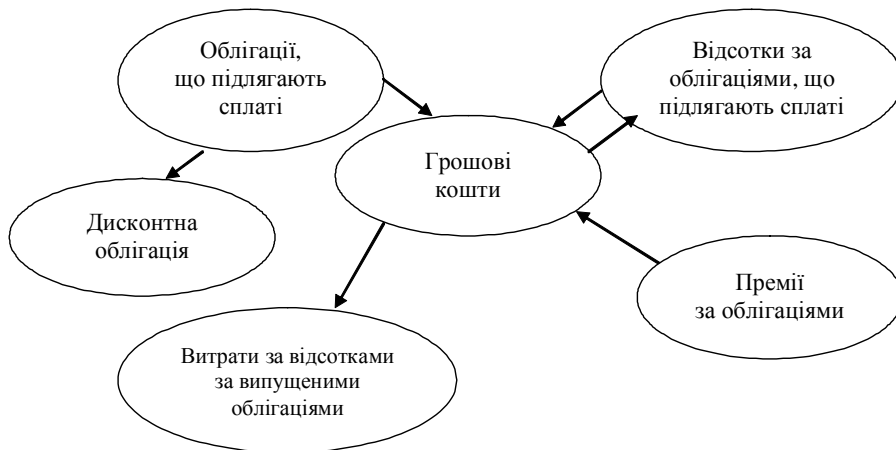 Облігації,
що підлягають
сплаті
Відсотки за
облігаціями, що
підлягають сплаті
Грошові
кошти
Дисконтна
облігація
Премії
за облігаціями
Витрати за відсотками
за випущеними
облігаціями